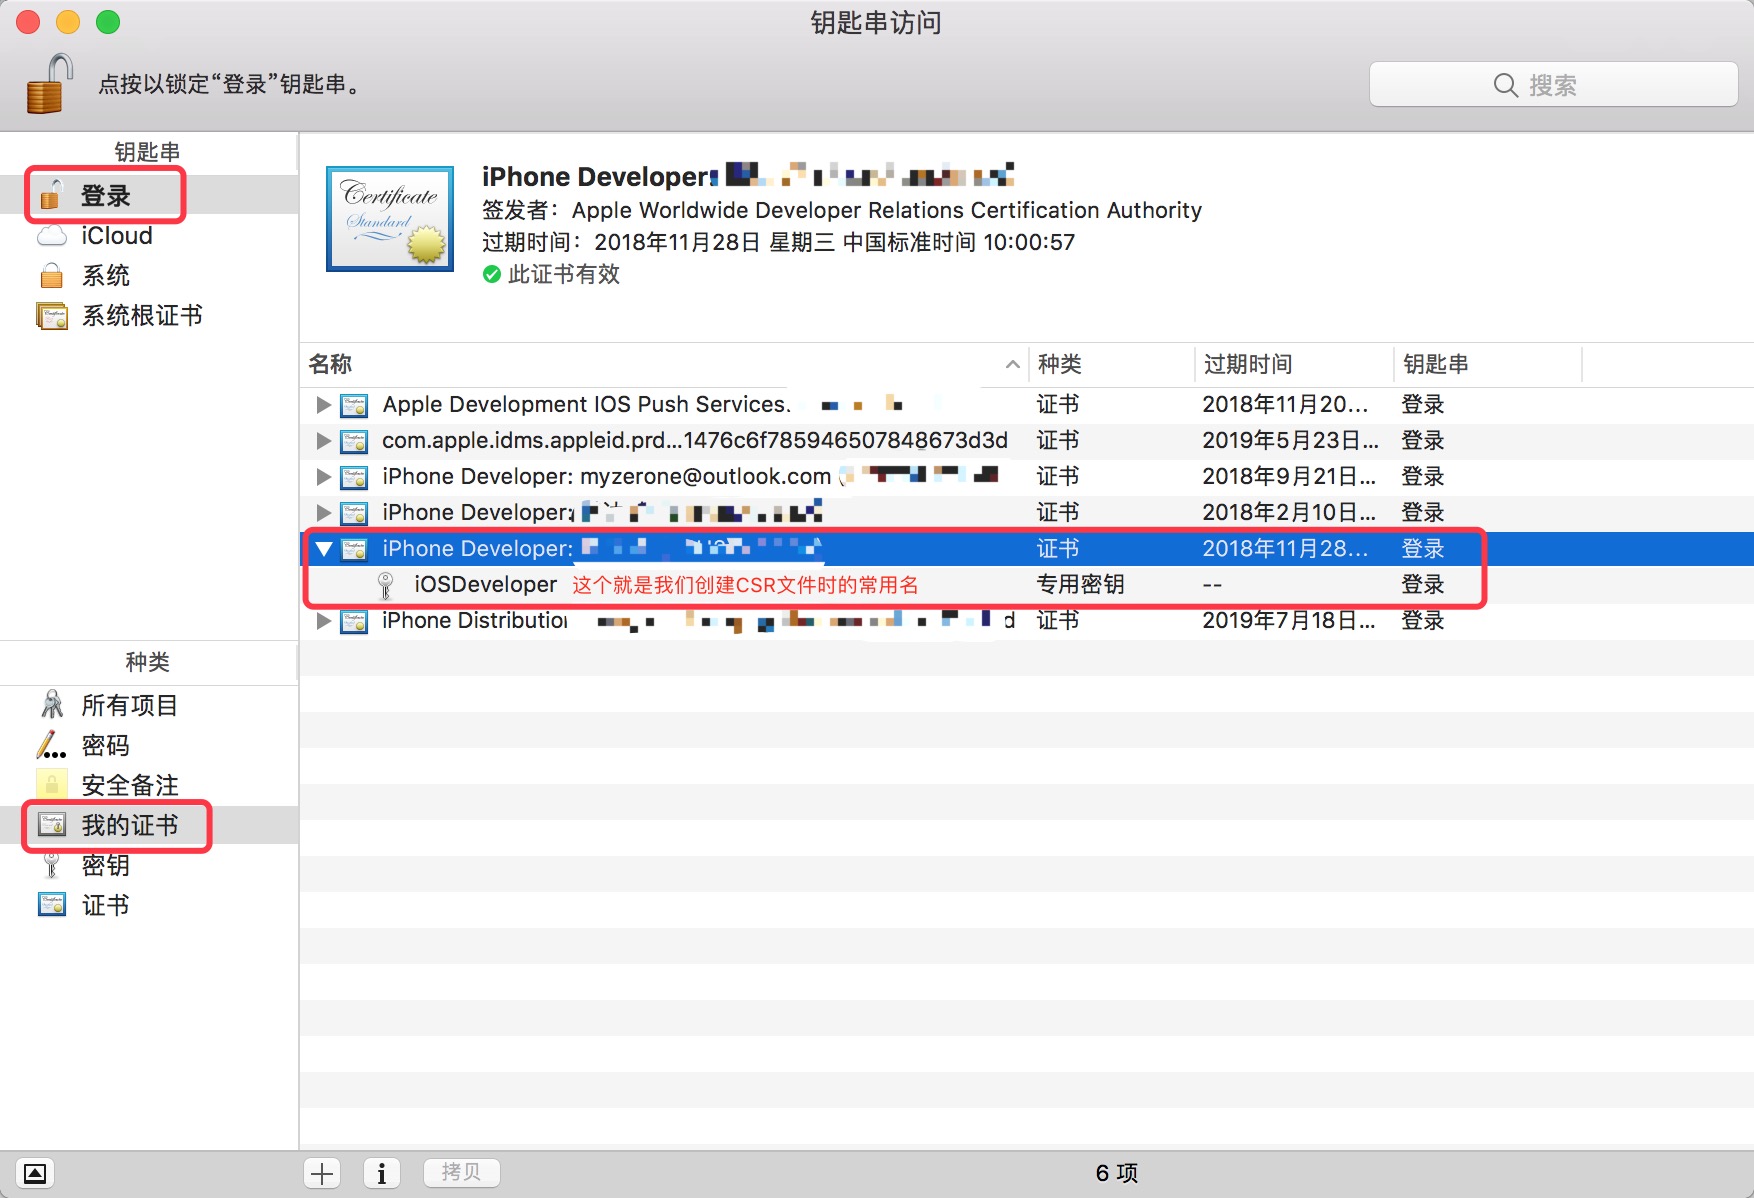 钥匙串访问
点按以锁定“登录”钥匙串。
搜索
钥匙串
登录
iCloud
系统
系统根证书
Certificate
Standard
iPhone Developer:
签发者：Apple Worldwide Developer Relations Certification Authority
过期时间：2018年11月28日 星期三 中国标准时间 10:00:57
此证书有效
名称 种类 过期时间 钥匙串
Apple Development IOS Push Services. 证书 2018年11月20... 登录
com.apple.idms.appleid.prd...1476c6f785946507848673d3d 证书 2019年5月23日... 登录
iPhone Developer: myzerone@outlook.com ( 证书 2018年9月21日... 登录
iPhone Developer: 证书 2018年2月10日... 登录
iPhone Developer: 证书 2018年11月28... 登录
iOSDeveloper 这个就是我们创建CSR文件时的常用名 专用密钥 -- 登录
iPhone Distribution d 证书 2019年7月18日... 登录
种类
所有项目
密码
安全备注
我的证书
密钥
证书
拷贝
6 项